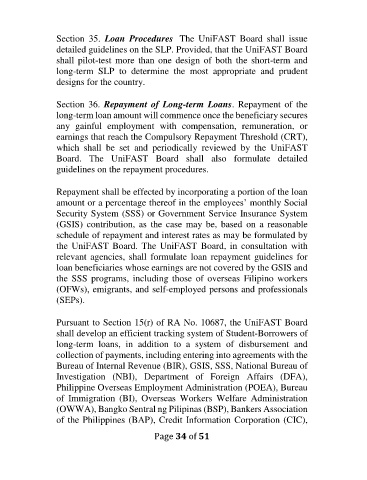 Section 35. Loan Procedures The UniFAST Board shall issue
detailed guidelines on the SLP. Provided, that the UniFAST Board
shall pilot-test more than one design of both the short-term and
long-term SLP to determine the most appropriate and prudent
designs for the country.
Section 36. Repayment of Long-term Loans. Repayment of the
long-term loan amount will commence once the beneficiary secures
any gainful employment with compensation, remuneration, or
earnings that reach the Compulsory Repayment Threshold (CRT),
which shall be set and periodically reviewed by the UniFAST
Board. The UniFAST Board shall also formulate detailed
guidelines on the repayment procedures.
Repayment shall be effected by incorporating a portion of the loan
amount or a percentage thereof in the employees' monthly Social
Security System (SSS) or Government Service Insurance System
(GSIS) contribution, as the case may be, based on a reasonable
schedule of repayment and interest rates as may be formulated by
the UniFAST Board. The UniFAST Board, in consultation with
relevant agencies, shall formulate loan repayment guidelines for
loan beneficiaries whose earnings are not covered by the GSIS and
the SSS programs, including those of overseas Filipino workers
(OFWs), emigrants, and self-employed persons and professionals
(SEPs).
Pursuant to Section 15(r) of RA No. 10687, the UniFAST Board
shall develop an efficient tracking system of Student-Borrowers of
long-term loans, in addition to a system of disbursement and
collection of payments, including entering into agreements with the
Bureau of Internal Revenue (BIR), GSIS, SSS, National Bureau of
Investigation (NBI), Department of Foreign Affairs (DFA),
Philippine Overseas Employment Administration (POEA), Bureau
of Immigration (BI), Overseas Workers Welfare Administration
(OWWA), Bangko Sentral ng Pilipinas (BSP), Bankers Association
of the Philippines (BAP), Credit Information Corporation (CIC),
Page 34 of 51